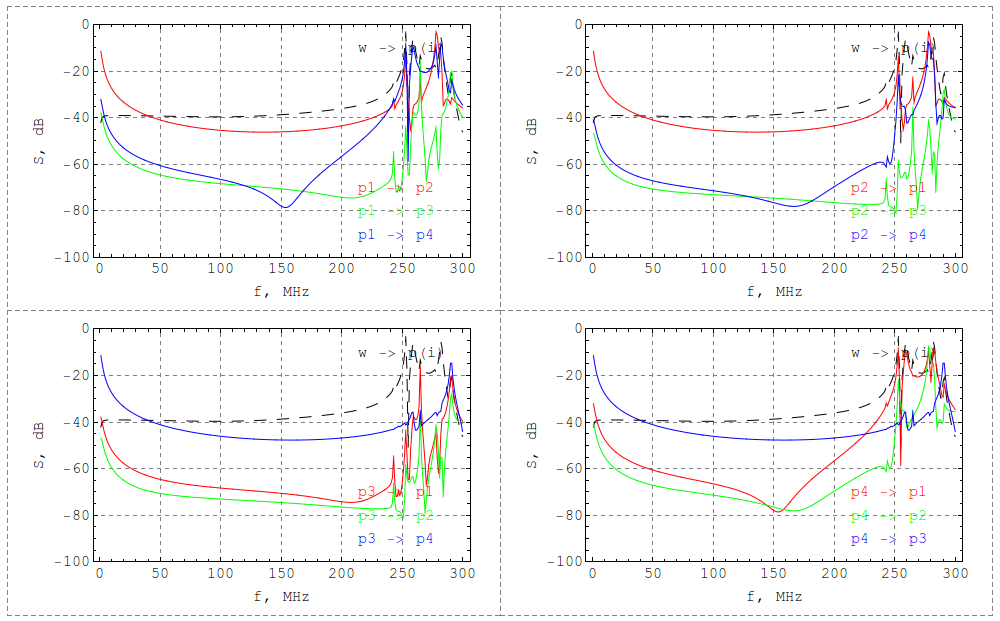 0
w -> p(i)
-20
-40
S, dB
-60
p1 -> p2
-80
p1 -> p3
p1 -> p4
-100
0 50 100 150 200 250 300
f, MHz
0
w -> p(i)
-20
-40
S, dB
-60
p2 -> p1
-80
p2 -> p3
p2 -> p4
-100
0 50 100 150 200 250 300
f, MHz
0
w -> p(i)
-20
-40
S, dB
-60
p3 -> p1
-80
p3 -> p2
p3 -> p4
-100
0 50 100 150 200 250 300
f, MHz
0
w -> p(i)
-20
-40
S, dB
-60
p4 -> p1
-80
p4 -> p2
p4 -> p3
-100
0 50 100 150 200 250 300
f, MHz